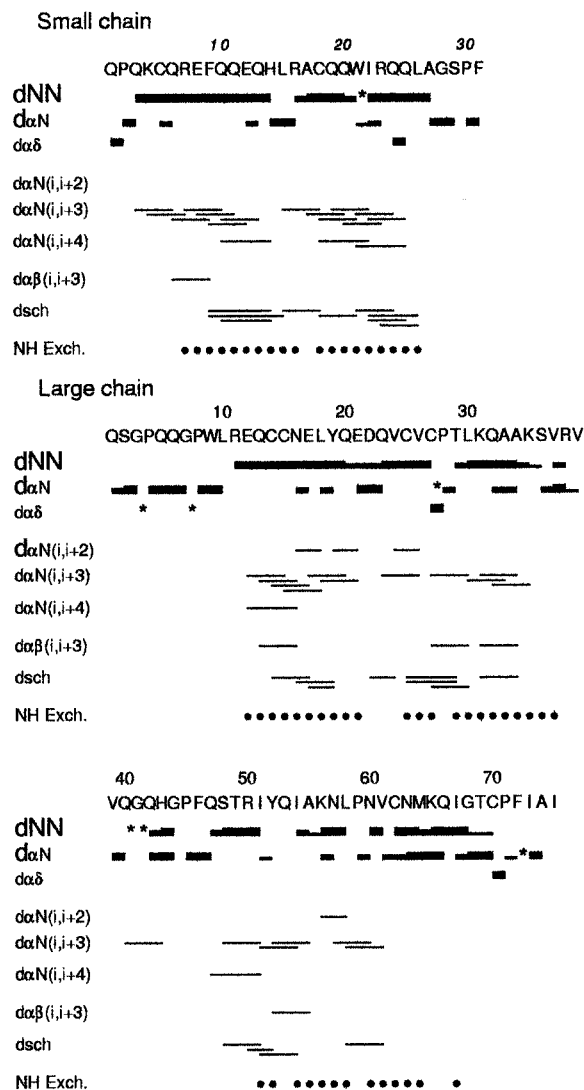 Small chain
10 20 30
QPQKCQREFQQEQHLRACQQWIRQQLAGSPF
dNN *
dαN
dαδ
dαN(i,i+2)
dαN(i,i+3)
dαN(i,i+4)
dαβ(i,i+3)
dsch
NH Exch.
Large chain
10 20 30
QSGPQQGPWLREQCCNELYQEDQVCVCPTLKQAAKSVRV
dNN
dαN *
dαδ * *
dαN(i,i+2)
dαN(i,i+3)
dαN(i,i+4)
dαβ(i,i+3)
dsch
NH Exch.
40 50 60 70
VQGQHGPFQSTRIYQIAKNLPNVCNMKQIGTCPFIAI
dNN **
dαN *
dαδ
dαN(i,i+2)
dαN(i,i+3)
dαN(i,i+4)
dαβ(i,i+3)
dsch
NH Exch.